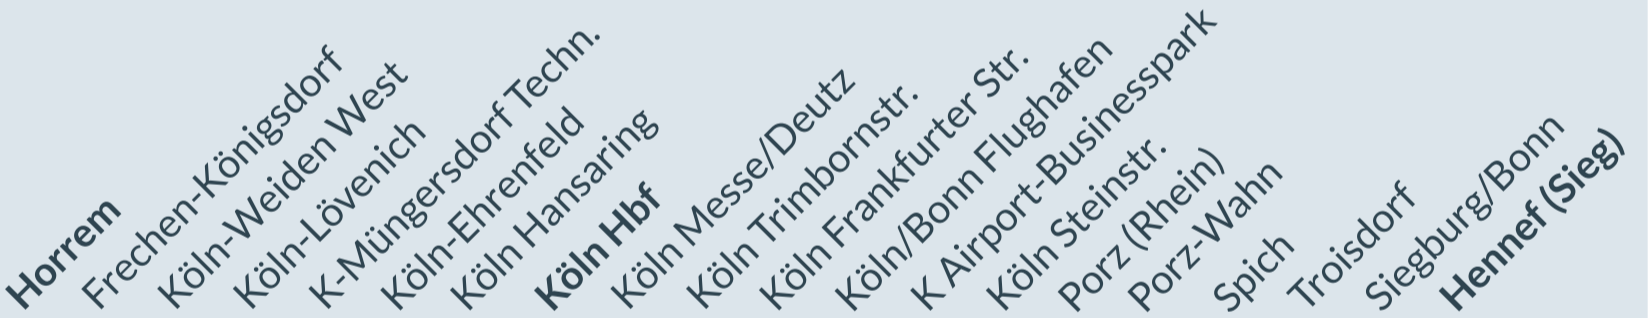 Horrem
Frechen-Königsdorf
Köln-Weiden West
Köln-Lövenich
K-Müngersdorf Techn.
Köln-Ehrenfeld
Köln Hansaring
Köln Hbf
Köln Messe/Deutz
Köln Trimbornstr.
Köln Frankfurter Str.
Köln/Bonn Flughafen
K Airport-Businesspark
Köln Steinstr.
Porz (Rhein)
Porz-Wahn
Spich
Troisdorf
Siegburg/Bonn
Hennef (Sieg)